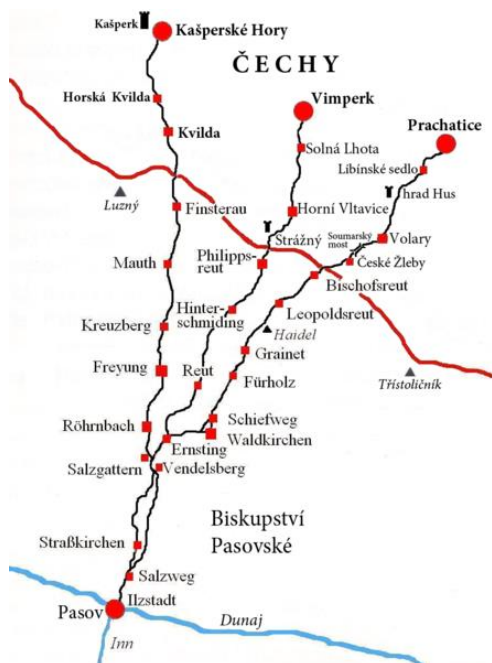 Kašperk
Kašperské Hory
ČECHY
Horská Kvilda
Vimperk
Kvilda
Prachatice
Solná Lhota
Libínské sedlo
Luzný
hrad Hus
Finsterau
Horní Vltavice
Strážný
Soumarský
most
Volary
Mauth
Philipps-
reut
České Žleby
Bischofsreut
Hinter-
schmiding
Leopoldsreut
Kreuzberg
Haidel
Grainet
Třístoličník
Freyung
Reut
Fürholz
Röhrnbach
Schiefweg
Waldkirchen
Ernsting
Salzgattern
Vendelsberg
Biskupství
Pasovské
Straßkirchen
Salzweg
Ilzstadt
Pasov
Dunaj
Inn